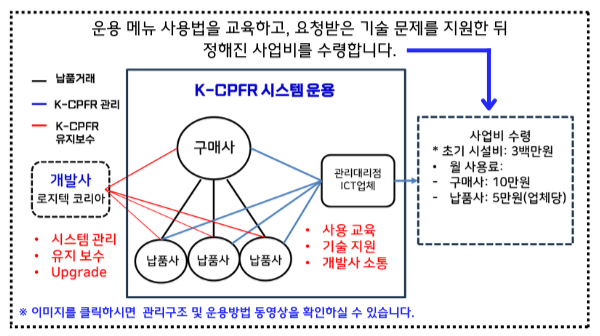 운용 메뉴 사용법을 교육하고, 요청받은 기술 문제를 지원한 뒤
정해진 사업비를 수령합니다.
납품거래
K-CPFR 관리
K-CPFR
유지보수
K-CPFR 시스템 운용
구매사
납품사
납품사
납품사
개발사
로지텍 코리아
• 시스템 관리
• 유지 보수
• Upgrade
관리대리점
ICT업체
• 사용 교육
• 기술 지원
• 개발사 소통
사업비 수령
* 초기 시설비: 3백만원
• 월 사용료:
- 구매사: 10만원
- 납품사: 5만원(업체당)
※ 이미지를 클릭하시면 관리구조 및 운용방법 동영상을 확인하실 수 있습니다.